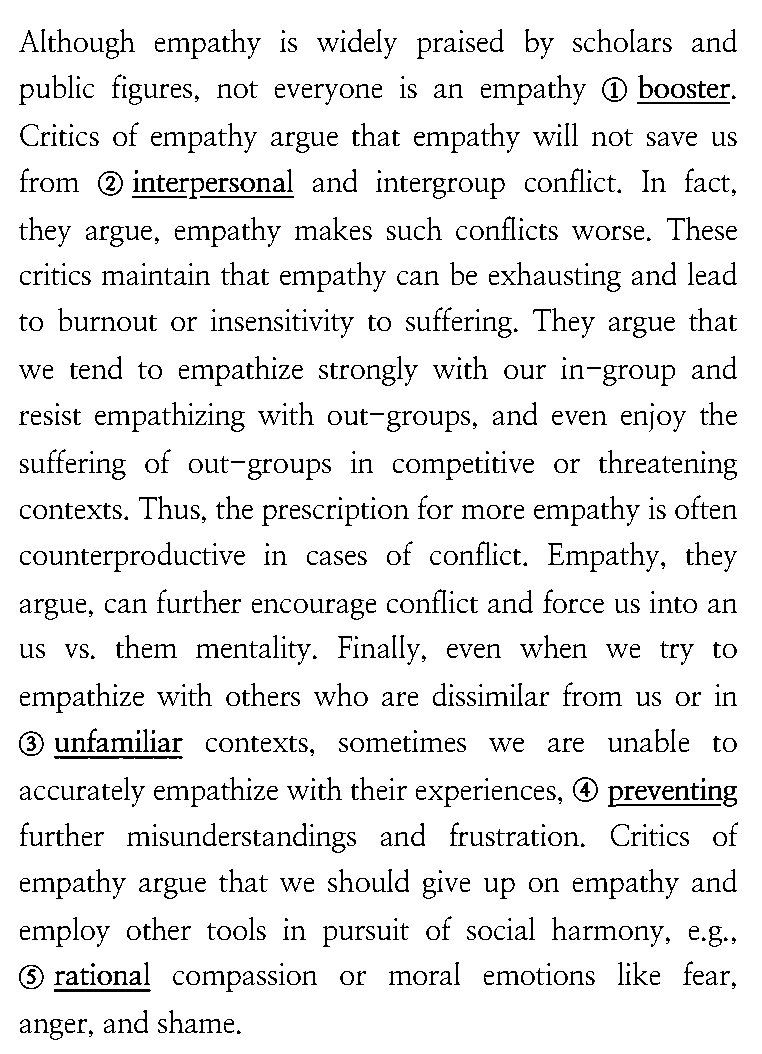 Although empathy is widely praised by scholars and
public figures, not everyone is an empathy ① booster.
Critics of empathy argue that empathy will not save us
from ② interpersonal and intergroup conflict. In fact,
they argue, empathy makes such conflicts worse. These
critics maintain that empathy can be exhausting and lead
to burnout or insensitivity to suffering. They argue that
we tend to empathize strongly with our in-group and
resist empathizing with out-groups, and even enjoy the
suffering of out-groups in competitive or threatening
contexts. Thus, the prescription for more empathy is often
counterproductive in cases of conflict. Empathy, they
argue, can further encourage conflict and force us into an
us vs. them mentality. Finally, even when we try to
empathize with others who are dissimilar from us or in
③ unfamiliar contexts, sometimes we are unable to
accurately empathize with their experiences, ④ preventing
further misunderstandings and frustration. Critics of
empathy argue that we should give up on empathy and
employ other tools in pursuit of social harmony, e.g.,
⑤ rational compassion or moral emotions like fear,
anger, and shame.